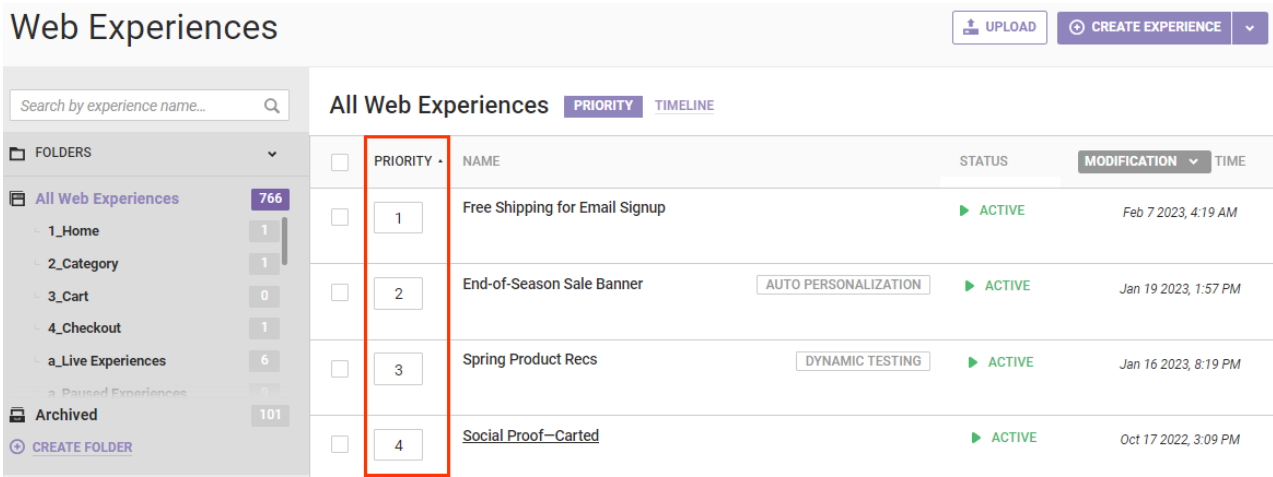 Web Experiences
UPLOAD
CREATE EXPERIENCE
Search by experience name...
FOLDERS
All Web Experiences 766
1_Home 1
2_Category 1
3_Cart 0
4_Checkout 1
a_Live Experiences 6
a_Paused Experiences
Archived 101
CREATE FOLDER
All Web Experiences PRIORITY TIMELINE
PRIORITY NAME STATUS MODIFICATION TIME
1 Free Shipping for Email Signup ACTIVE Feb 7 2023, 4:19 AM
2 End-of-Season Sale Banner AUTO PERSONALIZATION ACTIVE Jan 19 2023, 1:57 PM
3 Spring Product Recs DYNAMIC TESTING ACTIVE Jan 16 2023, 8:19 PM
4 Social Proof—Carted ACTIVE Oct 17 2022, 3:09 PM